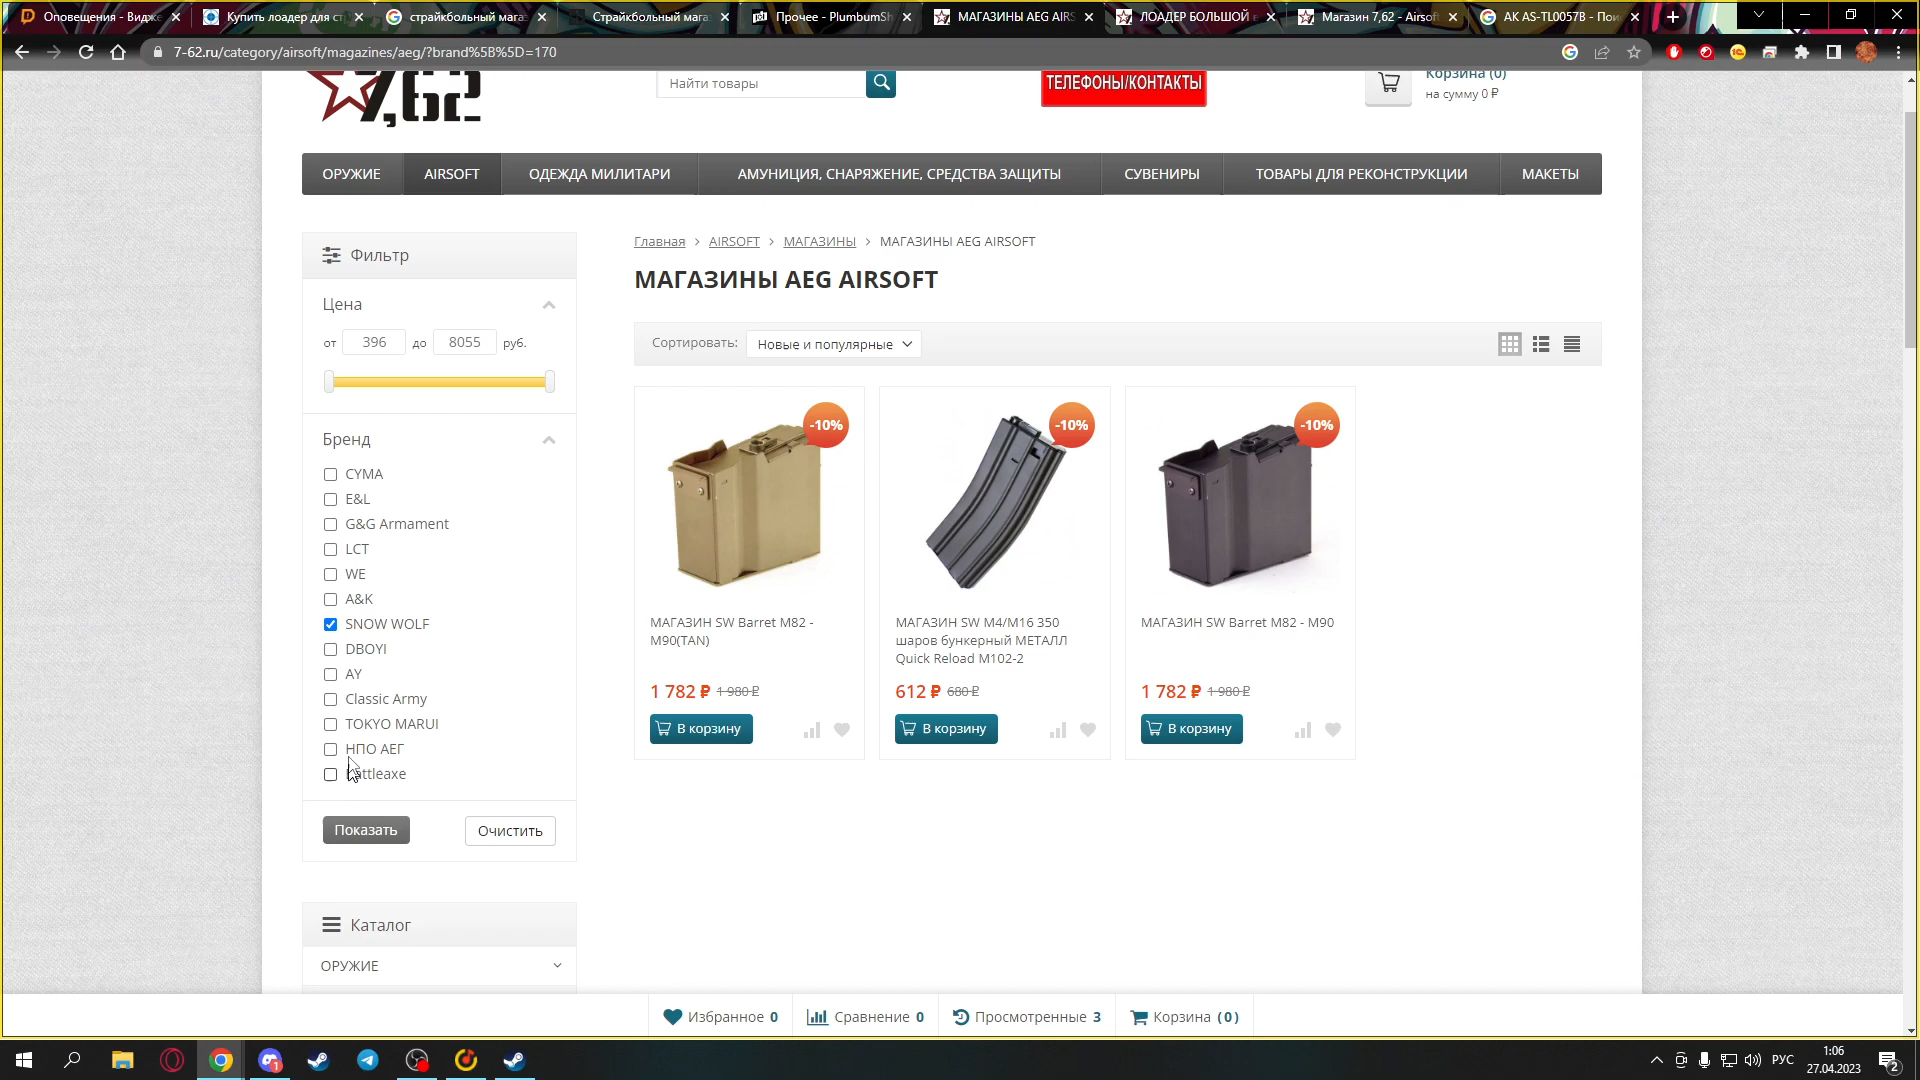 Оповещения - Видже
Купить лоадер для ст
страйкбольный мага
Страйкбольный мага
Прочее - PlumbumSh
МАГАЗИНЫ AEG AIRS
ЛОАДЕР БОЛЬШОЙ
Магазин 7,62 - Airsoft
AK AS-TL0057B - Пои
7-62.ru/category/airsoft/magazines/aeg/?brand%5B%5D=170
7,62
Найти товары
ТЕЛЕФОНЫ/КОНТАКТЫ
Корзина (0)
на сумму 0 ₽
ОРУЖИЕ
AIRSOFT
ОДЕЖДА МИЛИТАРИ
АМУНИЦИЯ, СНАРЯЖЕНИЕ, СРЕДСТВА ЗАЩИТЫ
СУВЕНИРЫ
ТОВАРЫ ДЛЯ РЕКОНСТРУКЦИИ
МАКЕТЫ
Фильтр
Цена
от 396 до 8055 руб.
Бренд
CYMA
E&L
G&G Armament
LCT
WE
A&K
SNOW WOLF
DBOYI
AY
Classic Army
TOKYO MARUI
НПО АЕГ
Battleaxe
Показать
Очистить
Каталог
ОРУЖИЕ
Главная > AIRSOFT > МАГАЗИНЫ > МАГАЗИНЫ AEG AIRSOFT
МАГАЗИНЫ AEG AIRSOFT
Сортировать: Новые и популярные
-10%
МАГАЗИН SW Barret M82 -
M90(TAN)
1 782 ₽ 1 980 ₽
В корзину
-10%
МАГАЗИН SW M4/M16 350
шаров бункерный МЕТАЛЛ
Quick Reload M102-2
612 ₽ 680 ₽
В корзину
-10%
МАГАЗИН SW Barret M82 - M90
1 782 ₽ 1 980 ₽
В корзину
Избранное 0
Сравнение 0
Просмотренные 3
Корзина (0)
РУС
1:06
27.04.2023
2